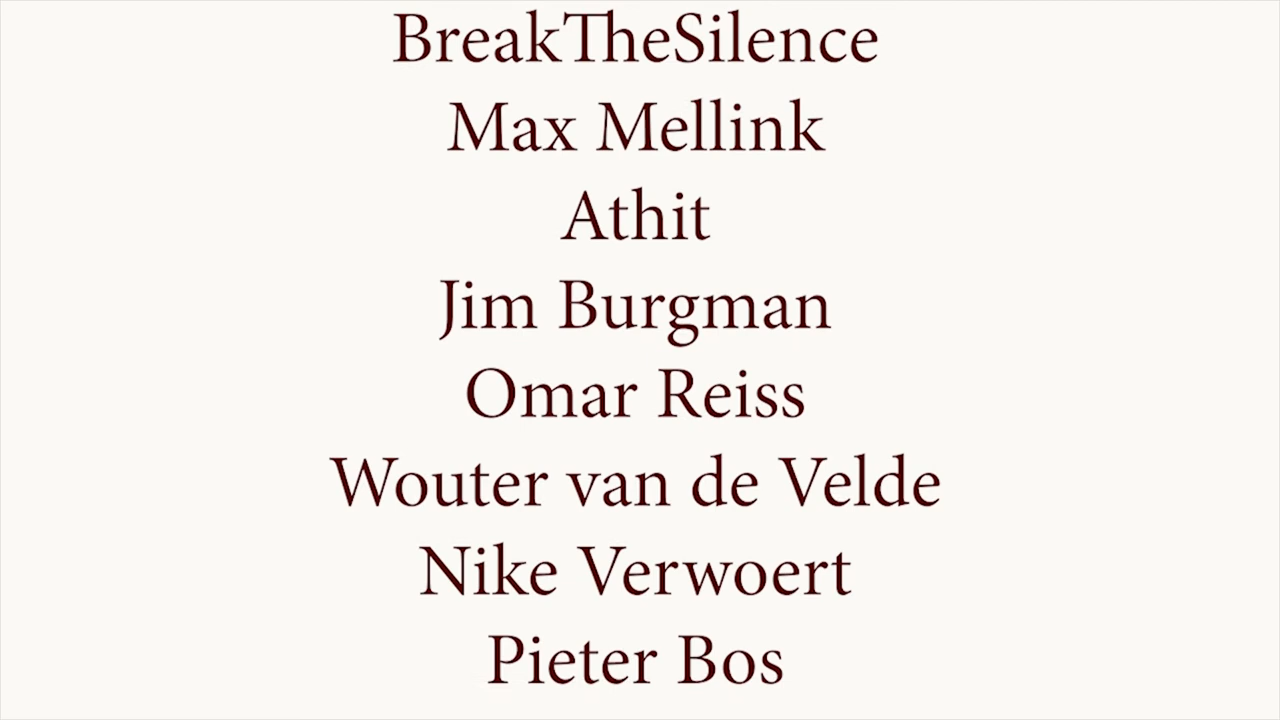 BreakTheSilence
Max Mellink
Athit
Jim Burgman
Omar Reiss
Wouter van de Velde
Nike Verwoert
Pieter Bos